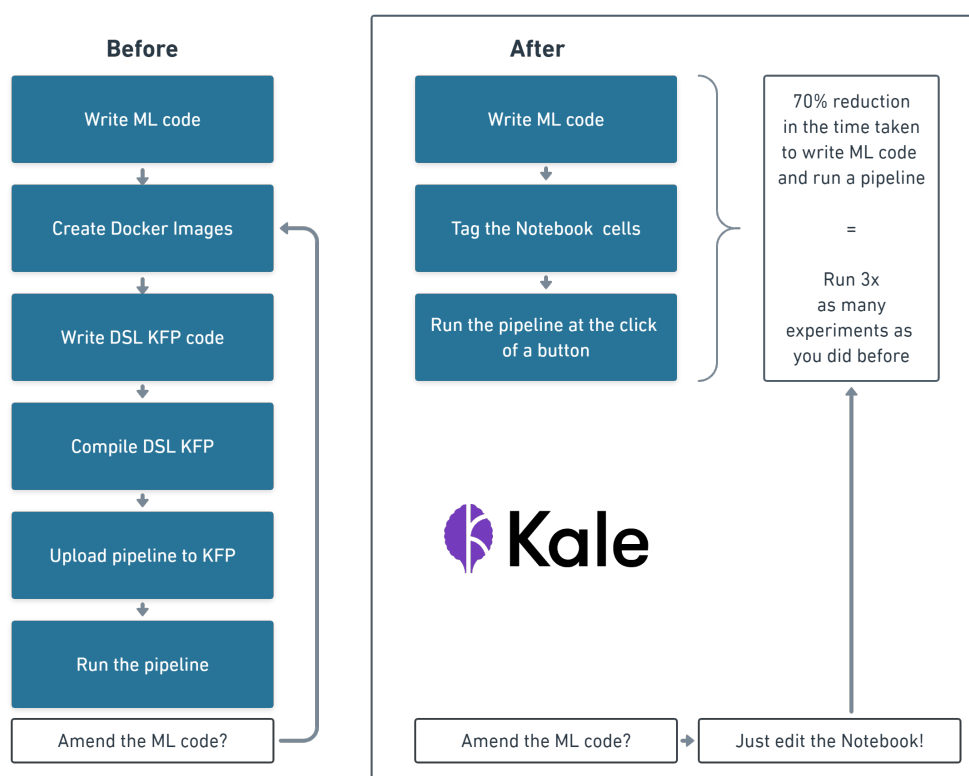 Before
Write ML code
Create Docker Images
Write DSL KFP code
Compile DSL KFP
Upload pipeline to KFP
Run the pipeline
Amend the ML code?
After
Write ML code
Tag the Notebook cells
Run the pipeline at the click
of a button
70% reduction
in the time taken
to write ML code
and run a pipeline
=
Run 3x
as many
experiments as
you did before
Kale
Amend the ML code?
Just edit the Notebook!